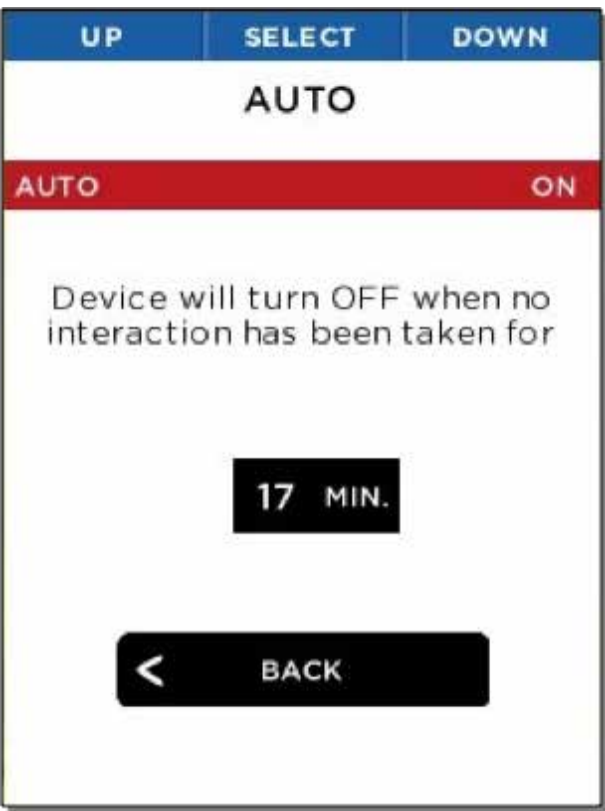 UP SELECT DOWN
AUTO
AUTO ON
Device will turn OFF when no
interaction has been taken for
17 MIN.
< BACK